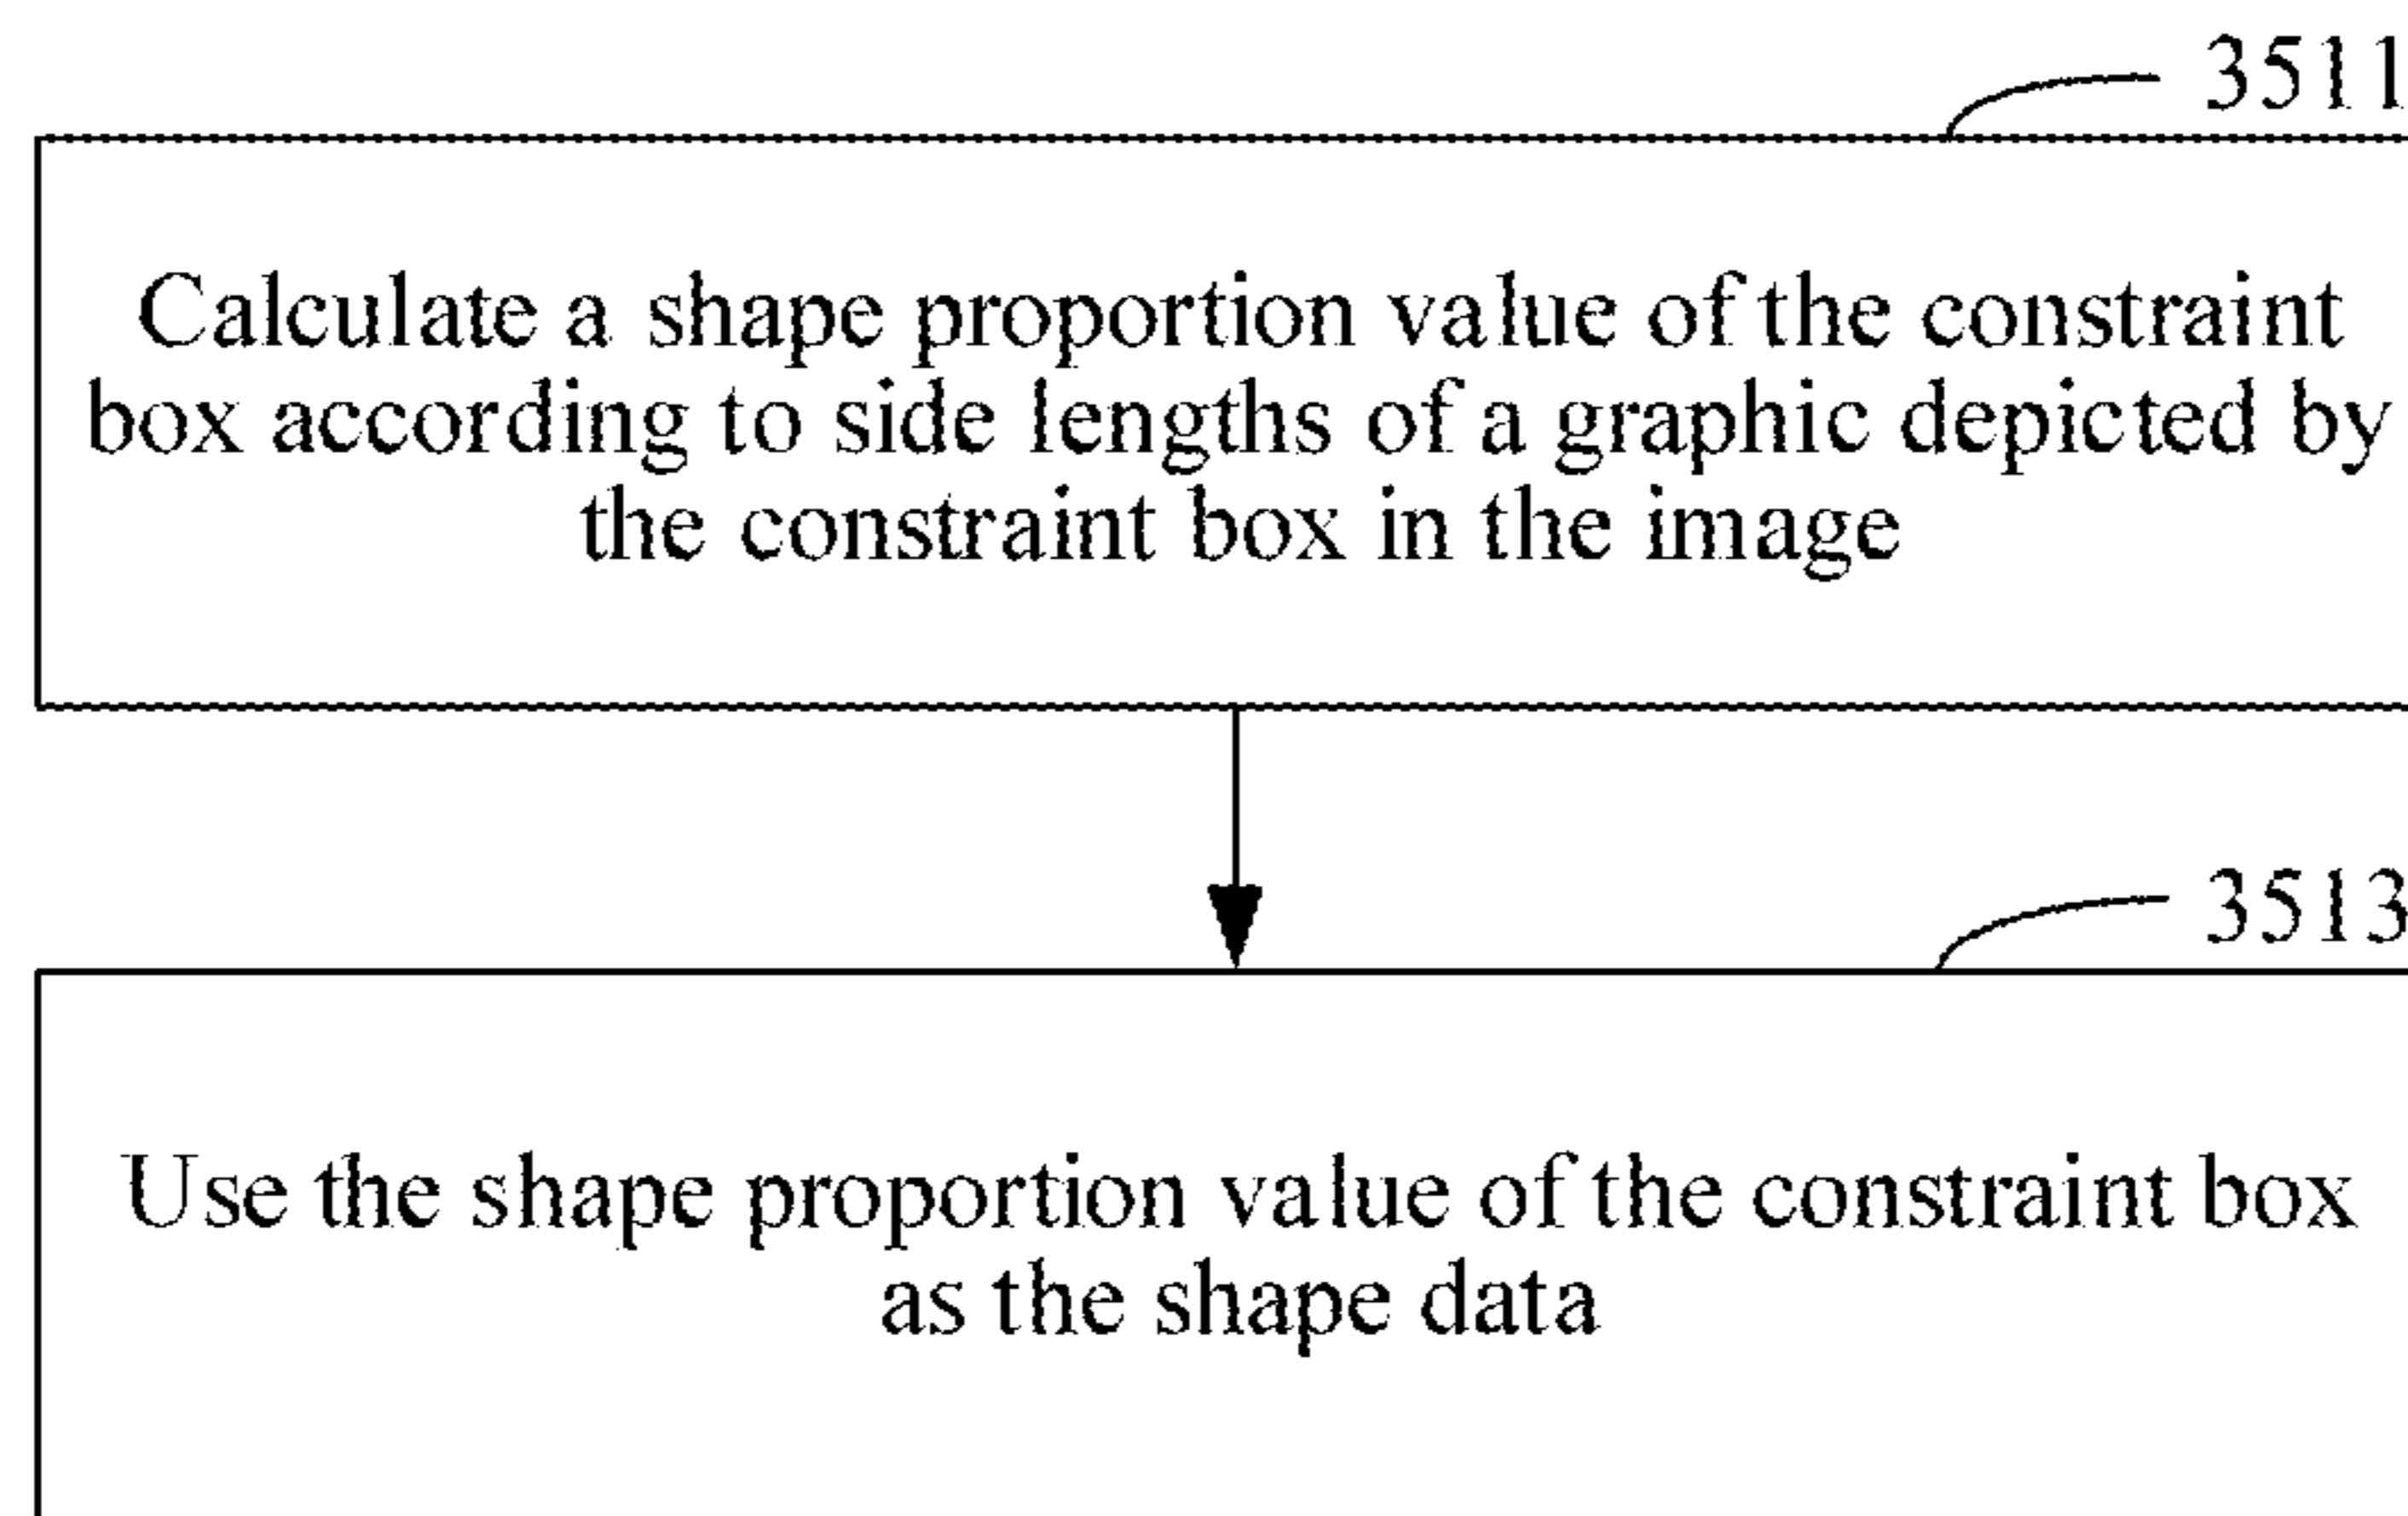 3511
Calculate a shape proportion value of the constraint
box according to side lengths of a graphic depicted by
the constraint box in the image
3513
Use the shape proportion value of the constraint box
as the shape data